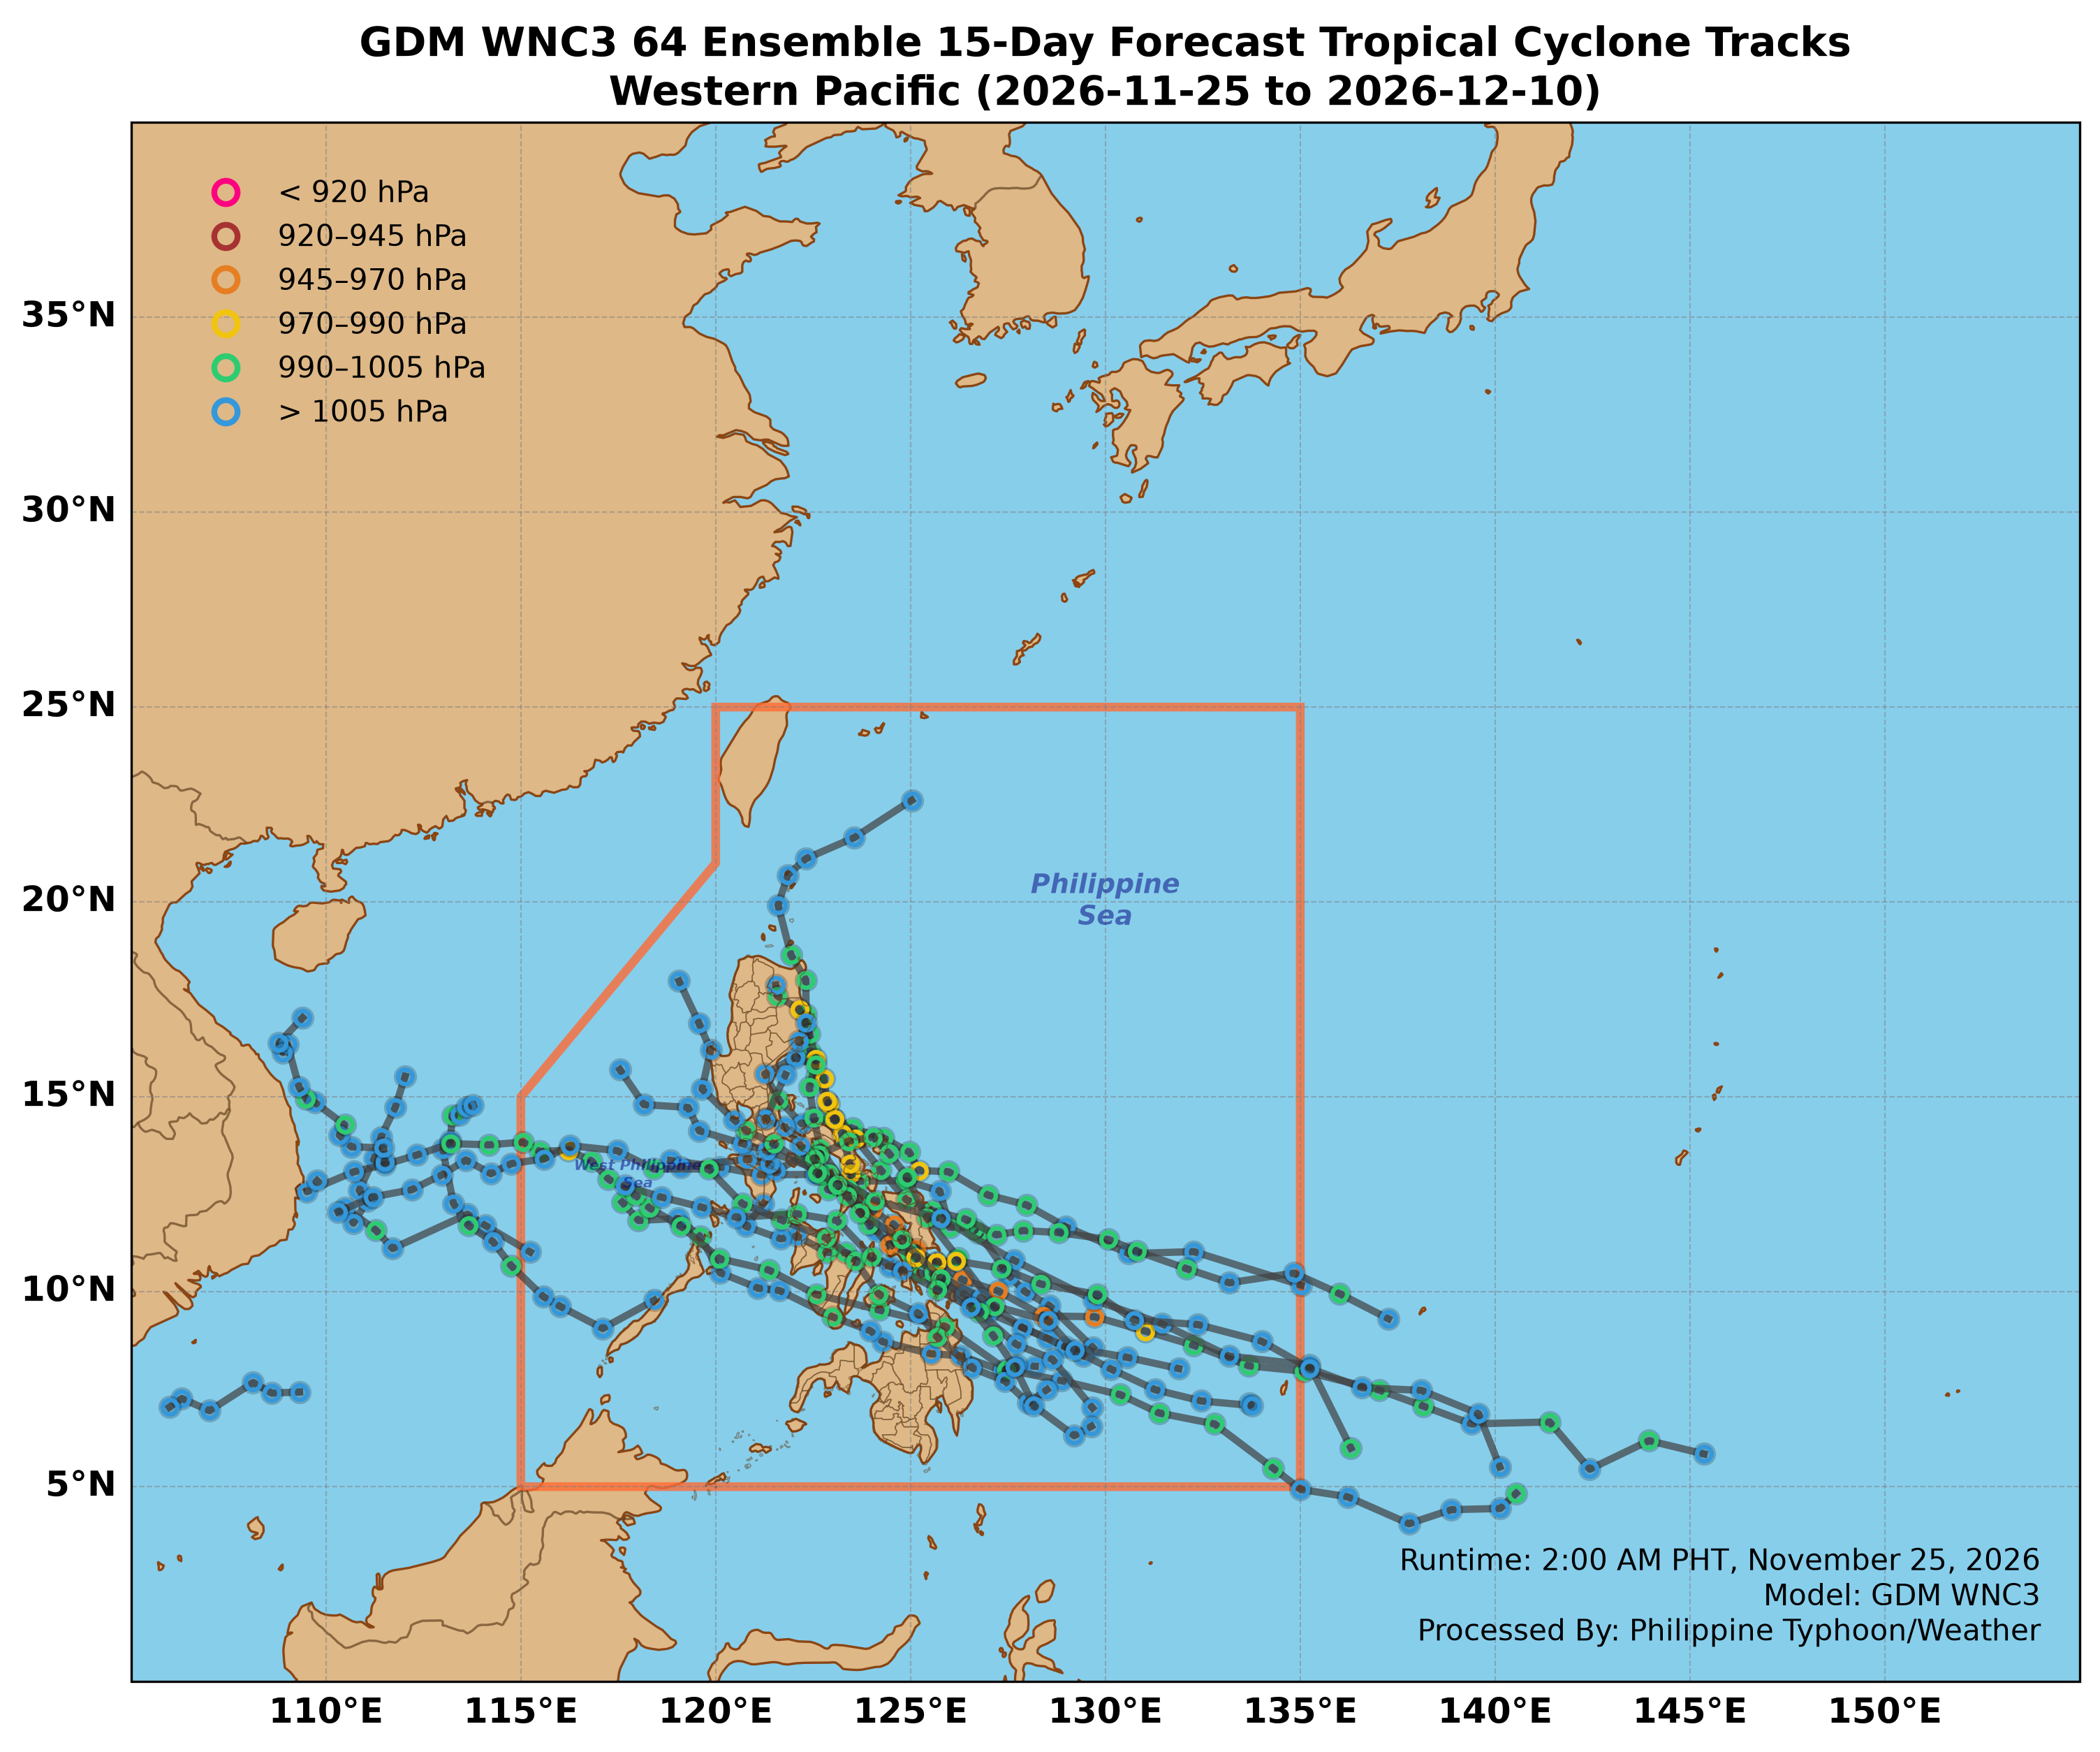 GDM WNC3 64 Ensemble 15-Day Forecast Tropical Cyclone Tracks
Western Pacific (2026-11-25 to 2026-12-10)
< 920 hPa
920–945 hPa
945–970 hPa
970–990 hPa
990–1005 hPa
> 1005 hPa
35°N
30°N
25°N
20°N
15°N
10°N
5°N
Philippine
Sea
West Philippine
Sea
Runtime: 2:00 AM PHT, November 25, 2026
Model: GDM WNC3
Processed By: Philippine Typhoon/Weather
110°E 115°E 120°E 125°E 130°E 135°E 140°E 145°E 150°E